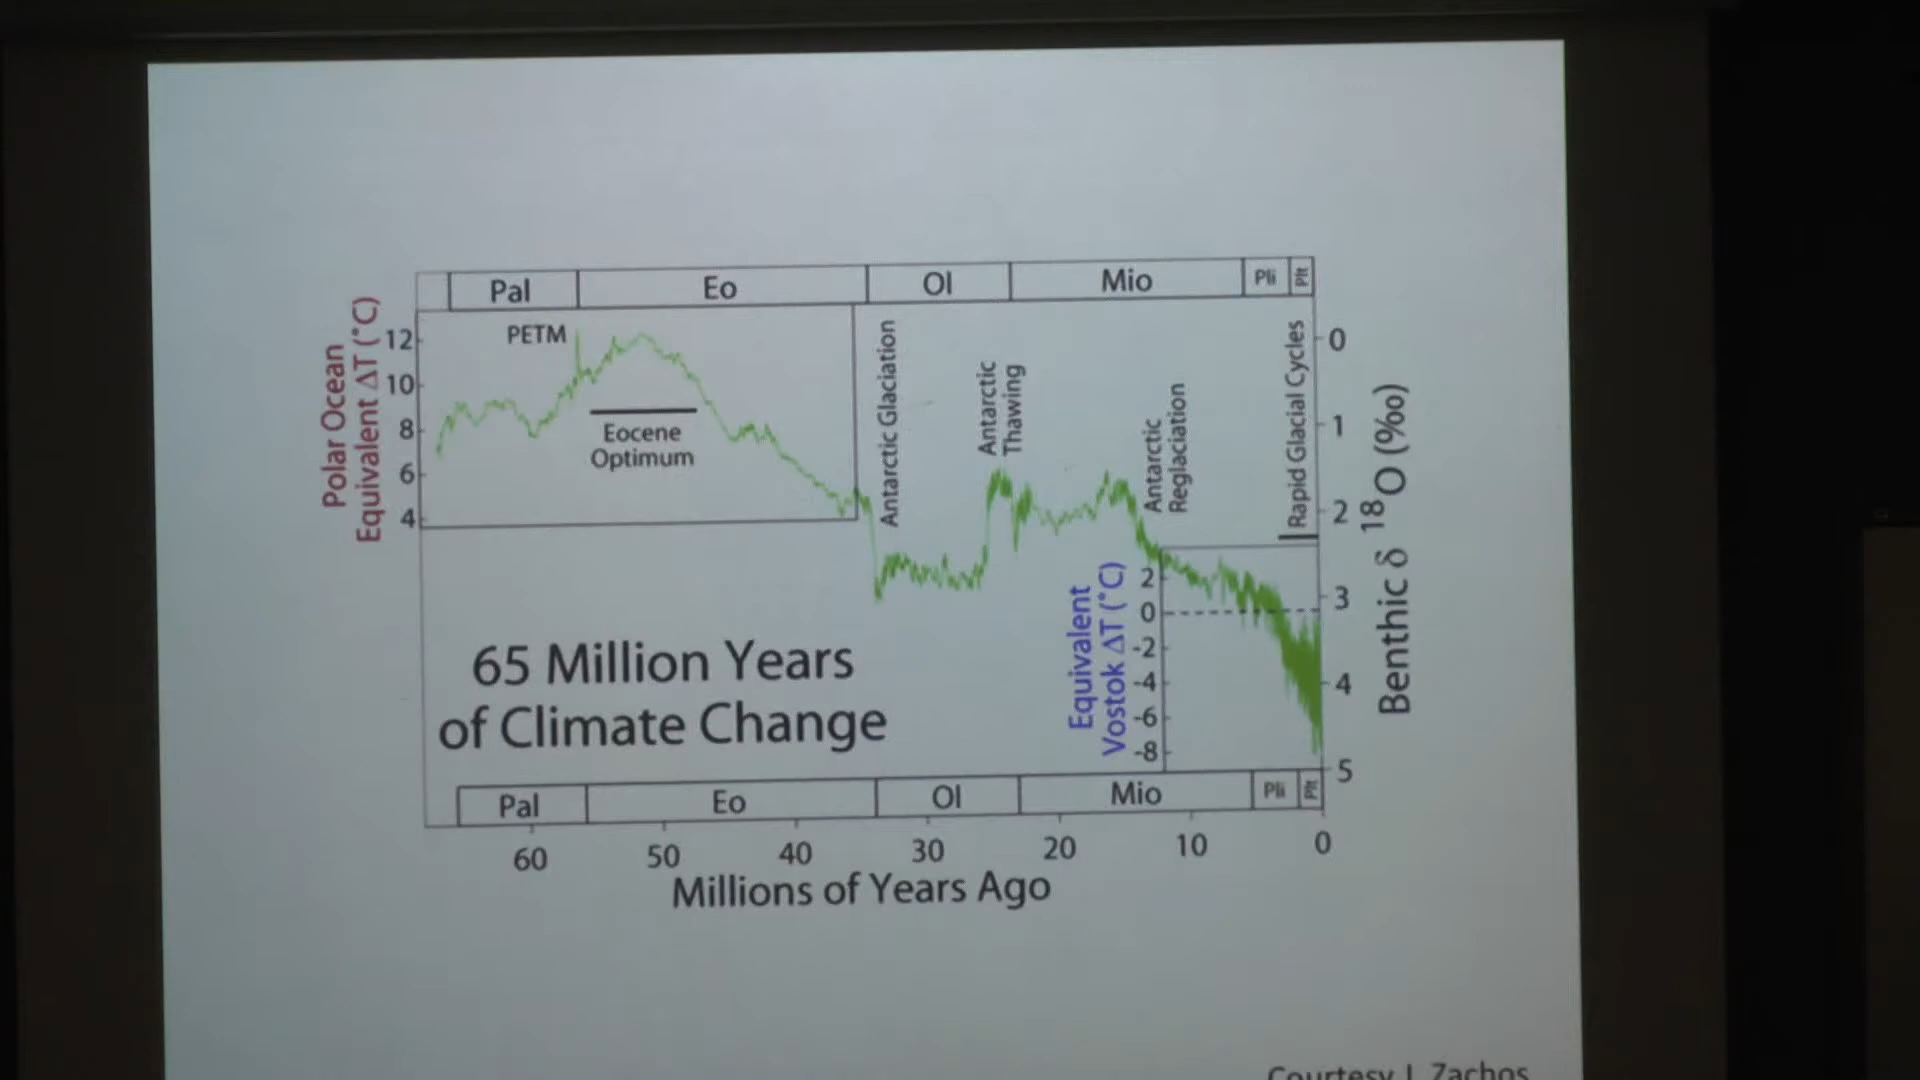 Pal Eo Ol Mio Pli Plt
Polar Ocean
Equivalent ΔT (°C)
12
10
8
6
4
PETM
Eocene
Optimum
Antarctic Glaciation
Antarctic
Thawing
Antarctic
Reglaciation
Rapid Glacial Cycles
0
1
2
3
4
5
Benthic δ 18O (‰)
Equivalent
Vostok ΔT (°C)
2
0
-2
-4
-6
-8
65 Million Years
of Climate Change
Pal Eo Ol Mio Pli Plt
60 50 40 30 20 10 0
Millions of Years Ago
Courtesy J. Zachos